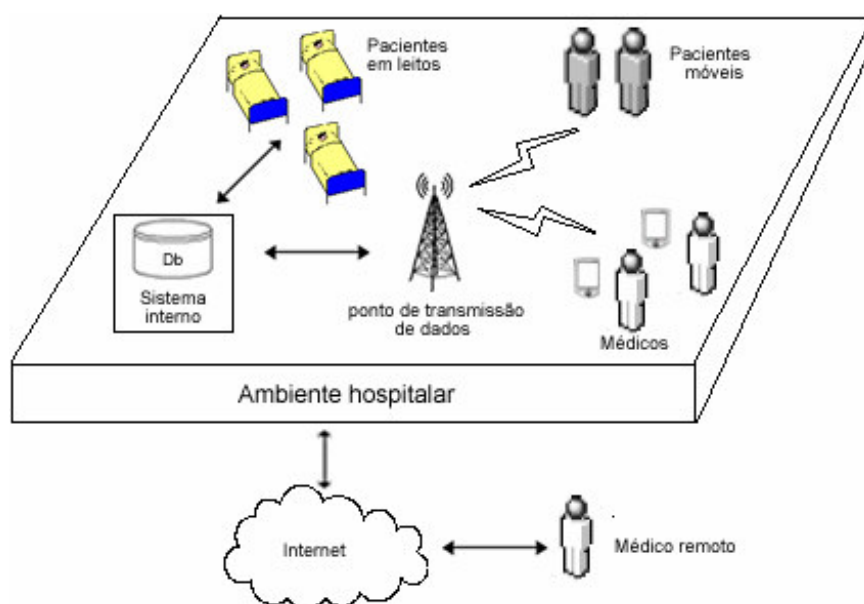 Pacientes
em leitos
Pacientes
móveis
Db
Sistema
interno
ponto de transmissão
de dados
Médicos
Ambiente hospitalar
Internet
Médico remoto